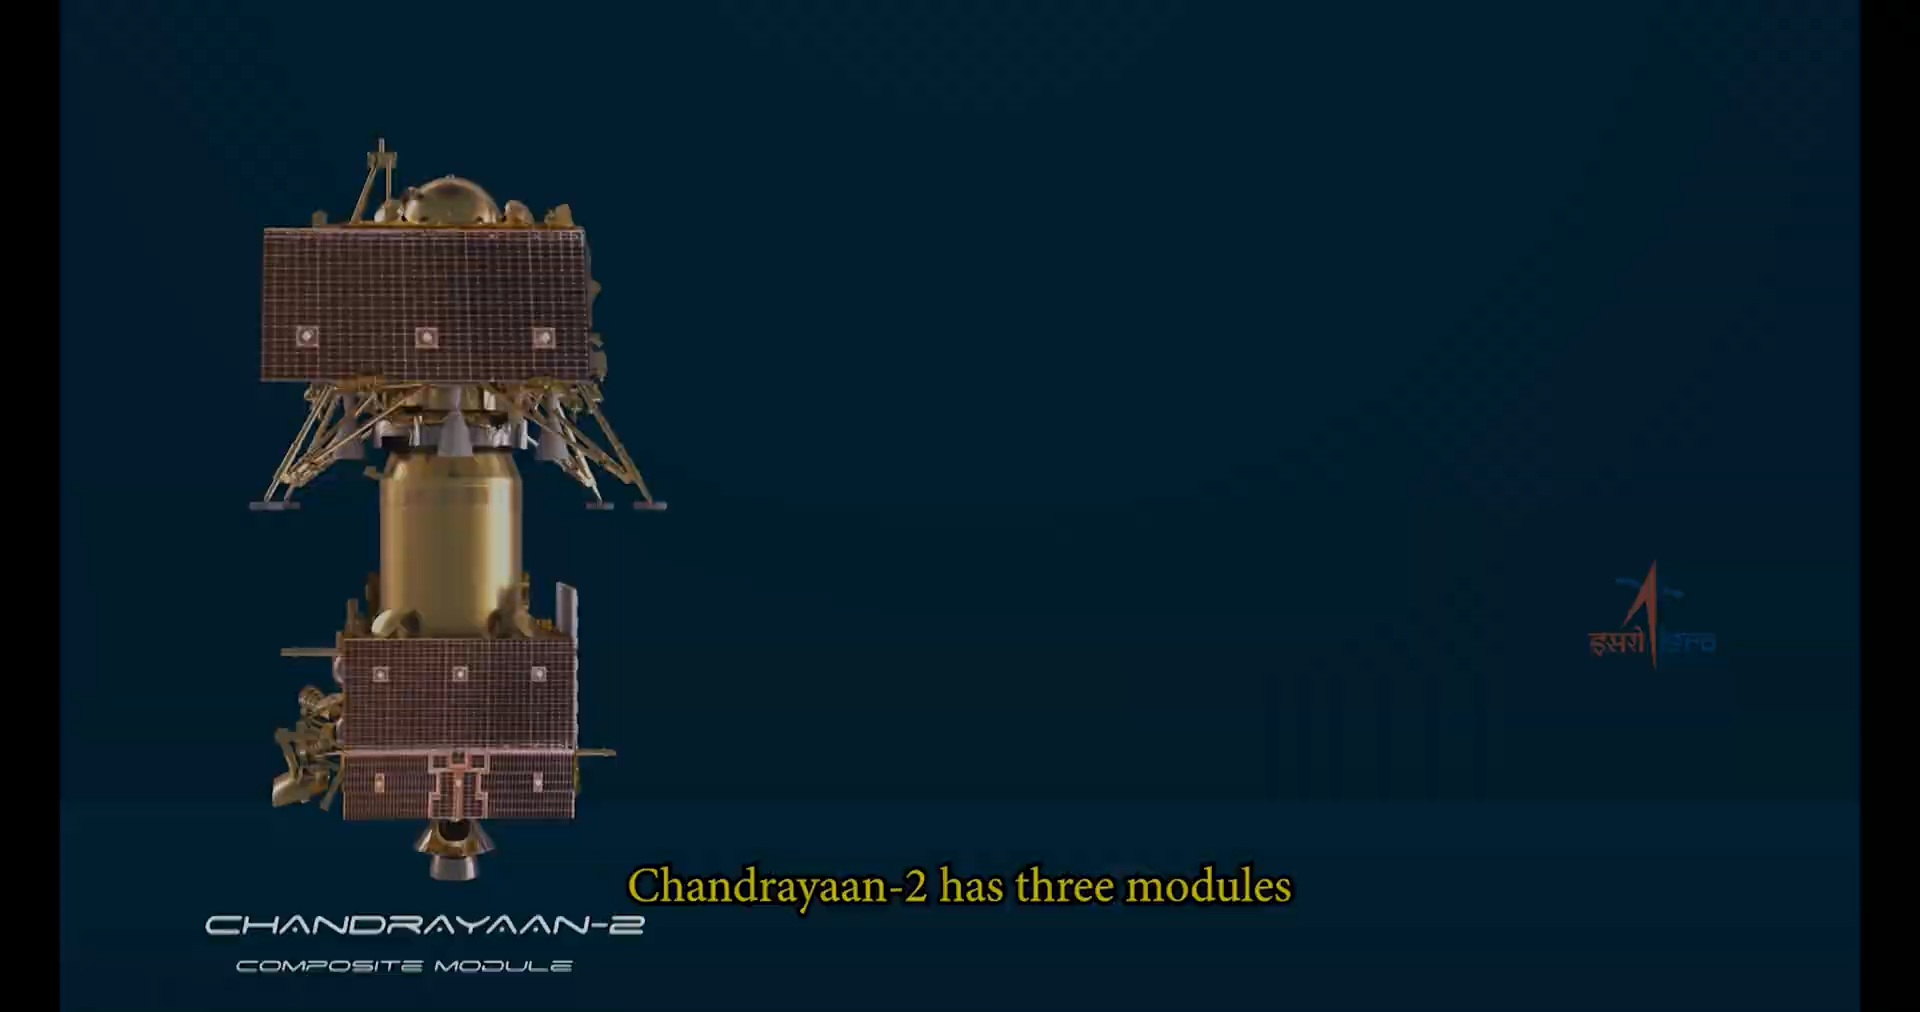 इसरो isro
Chandrayaan-2 has three modules
CHANDRAYAAN-2
COMPOSITE MODULE